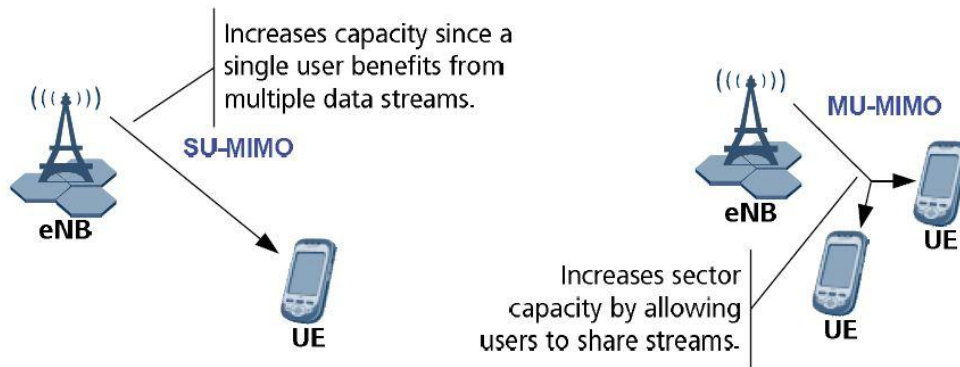 Increases capacity since a
single user benefits from
multiple data streams.
SU-MIMO
eNB
UE
MU-MIMO
eNB
UE
UE
Increases sector
capacity by allowing
users to share streams.